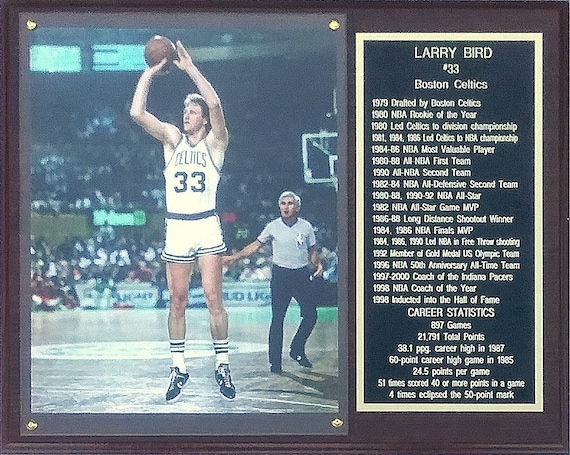 CELTICS
33
LARRY BIRD
#33
Boston Celtics
1979 Drafted by Boston Celtics
1980 NBA Rookie of the Year
1980 Led Celtics to division championship
1981, 1984, 1986 Led Celtics to NBA championship
1984-86 NBA Most Valuable Player
1980-88 All-NBA First Team
1990 All-NBA Second Team
1982-84 NBA All-Defensive Second Team
1980-88, 1990-92 NBA All-Star
1982 NBA All-Star Game MVP
1986-88 Long Distance Shootout Winner
1984, 1986 NBA Finals MVP
1984, 1986, 1990 Led NBA in Free Throw shooting
1992 Member of Gold Medal US Olympic Team
1996 NBA 50th Anniversary All-Time Team
1997-2000 Coach of the Indiana Pacers
1998 NBA Coach of the Year
1998 Inducted into the Hall of Fame
CAREER STATISTICS
897 Games
21,791 Total Points
38.1 ppg. career high in 1987
60-point career high game in 1985
24.5 points per game
51 times scored 40 or more points in a game
4 times eclipsed the 50-point mark